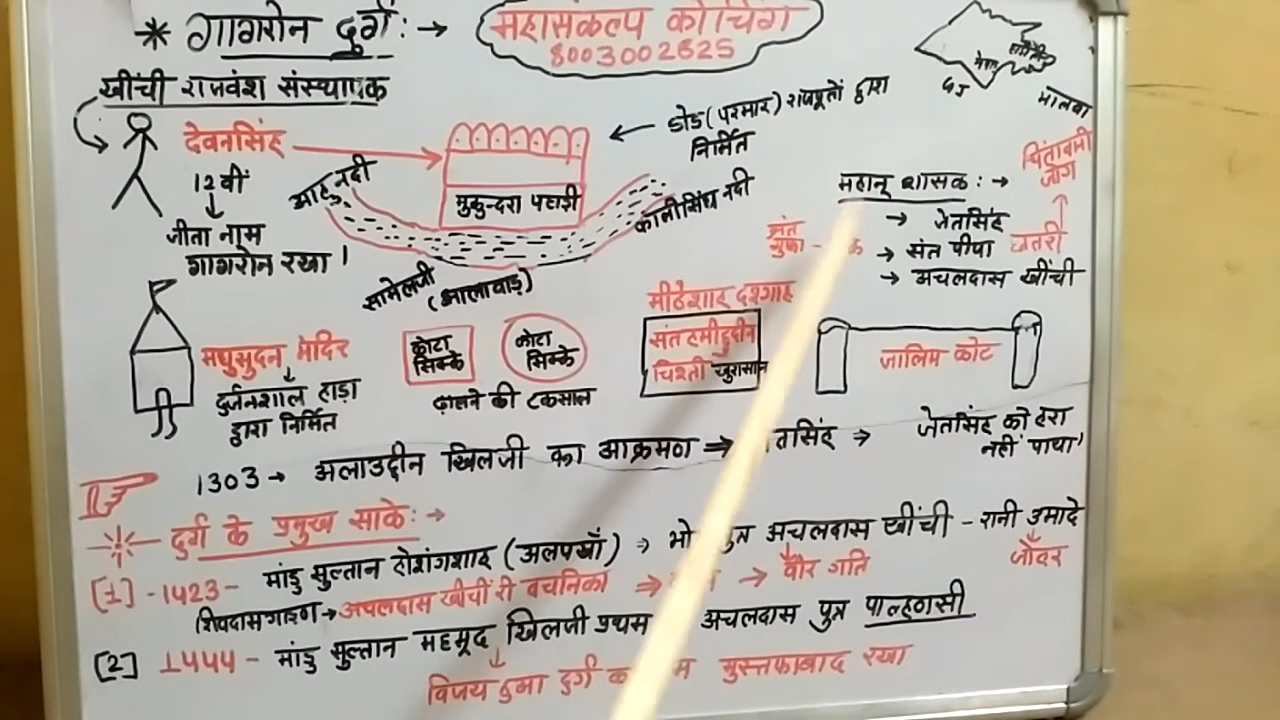 * गागरोन दुर्ग :→
महासंकल्प कोचिंग
8003002825
खींची राजवंश संस्थापक
देवनसिंह
12वीं
↓
जीता नाम
गागरोन रखा।
आहु नदी
मुकुन्दरा पहाड़ी
कालीसिंध नदी
सामेलजी
(झालावाड़)
← डोड (परमार) राजपूतों द्वारा
निर्मित
GJ
मालवा
महान् शासक :→
→ जेतसिंह
→ संत पीपा
→ अचलदास खींची
छतरी
संत
गुफा -
मधुसुदन मंदिर
↓
दुर्जनशाल हाड़ा
द्वारा निर्मित
कोटा
सिक्के
कोटा
सिक्के
ढालने की टकसाल
मीठेशाह दरगाह
संत हमीदुद्दीन
चिश्ती खुरासान
जालिम कोट
1303 → अलाउद्दीन खिलजी का आक्रमण ⇒ तसिंह → जेतसिंह को हरा
नहीं पाया।
दुर्ग के प्रमुख साके :→
[1] - 1423 - मांडु सुल्तान होशंगशाह (अलपखाँ) → भो पुत्र अचलदास खींची - रानी उमादे
शिवदास गाडण → अचलदास खींची री वचनिका ⇒ → वीर गति
जौहर
[2] 1444 - मांडु सुल्तान महमूद खिलजी प्रथम अचलदास पुत्र पाल्हणसी
↓
विजय हुआ दुर्ग का म मुस्तफाबाद रखा